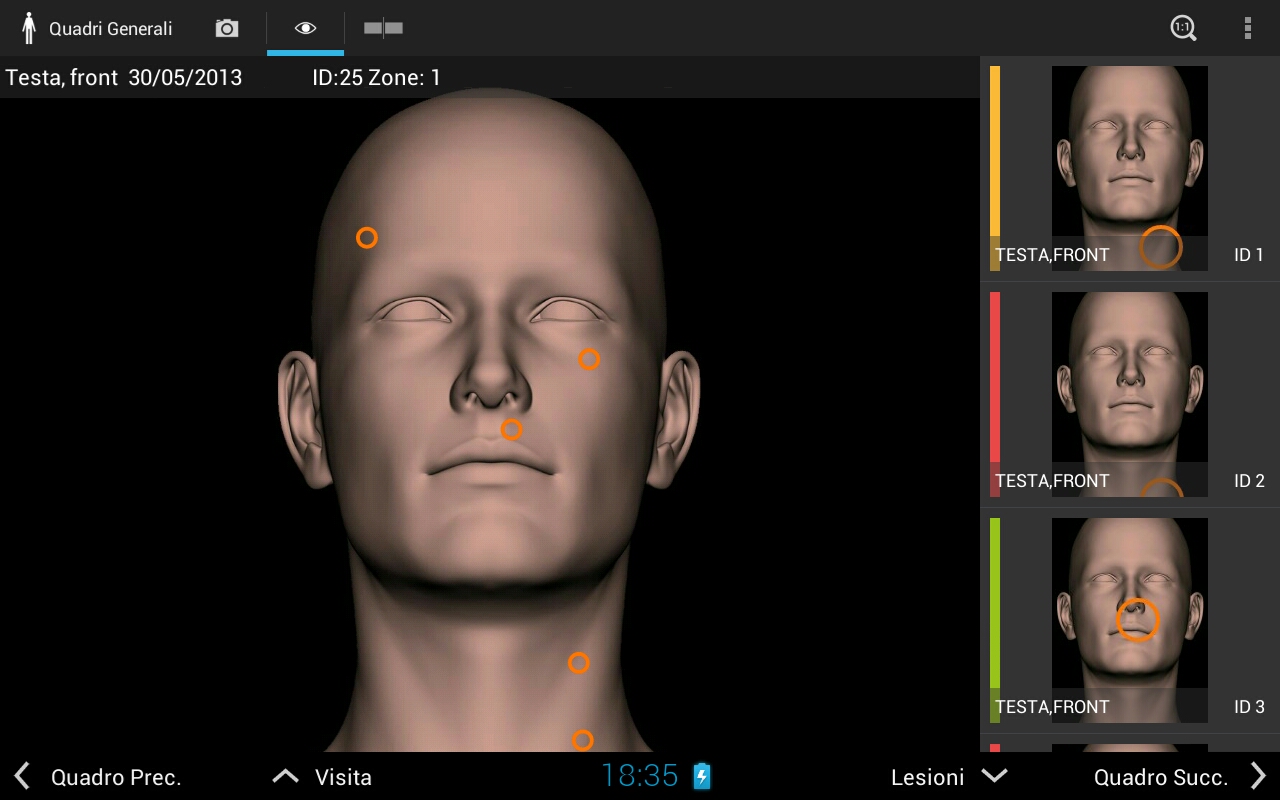 Quadri Generali
1:1
Testa, front 30/05/2013 ID:25 Zone: 1
TESTA,FRONT ID 1
TESTA,FRONT ID 2
TESTA,FRONT ID 3
Quadro Prec. Visita 18:35 Lesioni Quadro Succ.